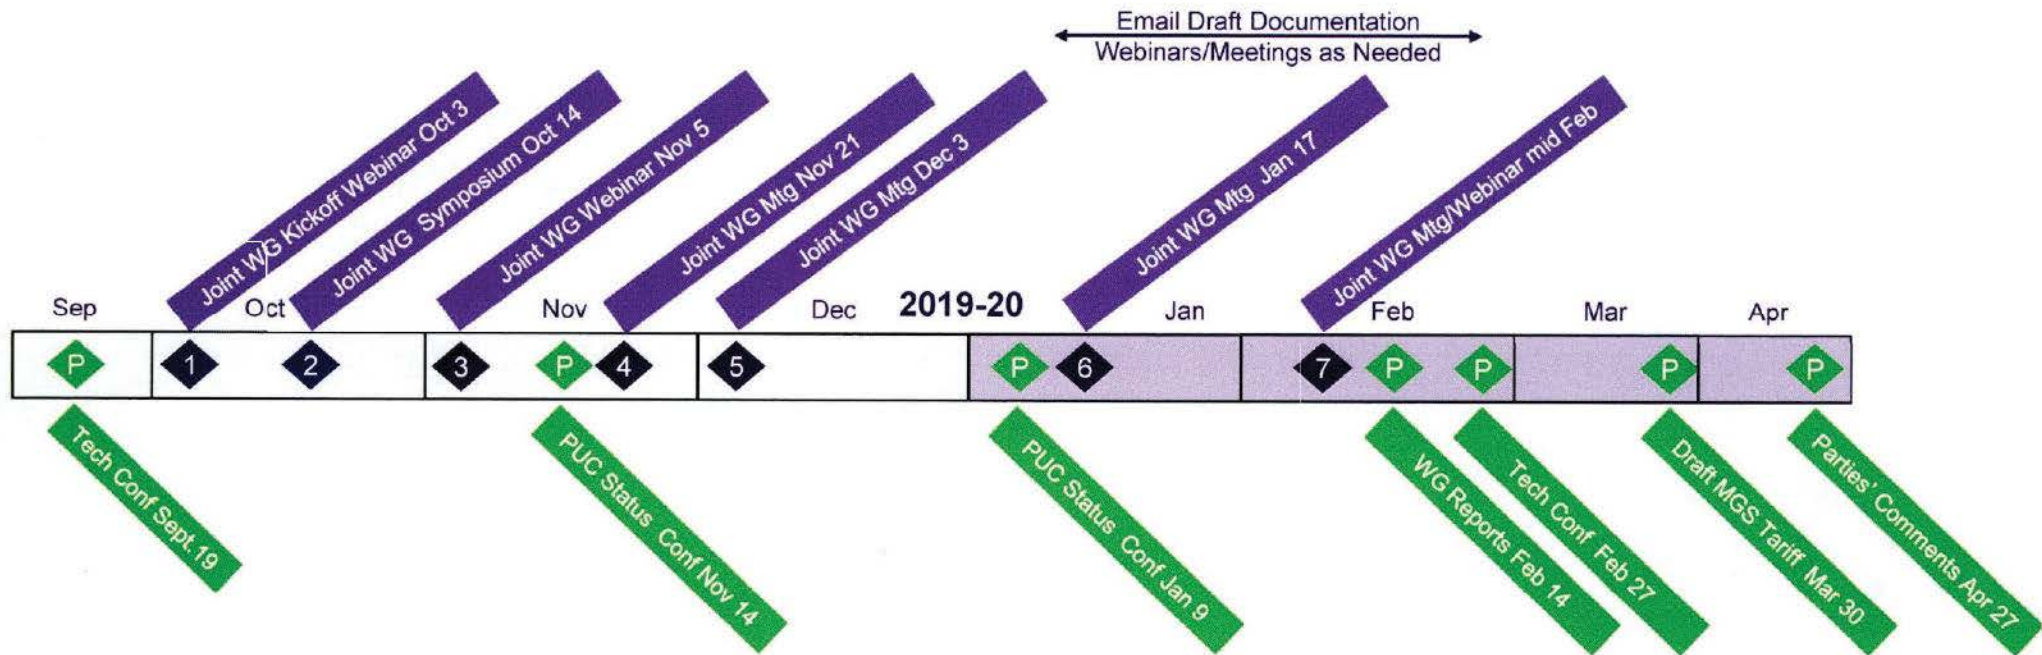 Email Draft Documentation
Webinars/Meetings as Needed
Joint WG Kickoff Webinar Oct 3
Joint WG Symposium Oct 14
Joint WG Webinar Nov 5
Joint WG Mtg Nov 21
Joint WG Mtg Dec 3
Joint WG Mtg Jan 17
Joint WG Mtg/Webinar mid Feb
Sep Oct Nov Dec 2019-20 Jan Feb Mar Apr
P 1 2 3 P 4 5 P 6 7 P P P P
Tech Conf Sept.19
PUC Status Conf Nov 14
PUC Status Conf Jan 9
WG Reports Feb 14
Tech Conf Feb 27
Draft MGS Tariff Mar 30
Parties' Comments Apr 27